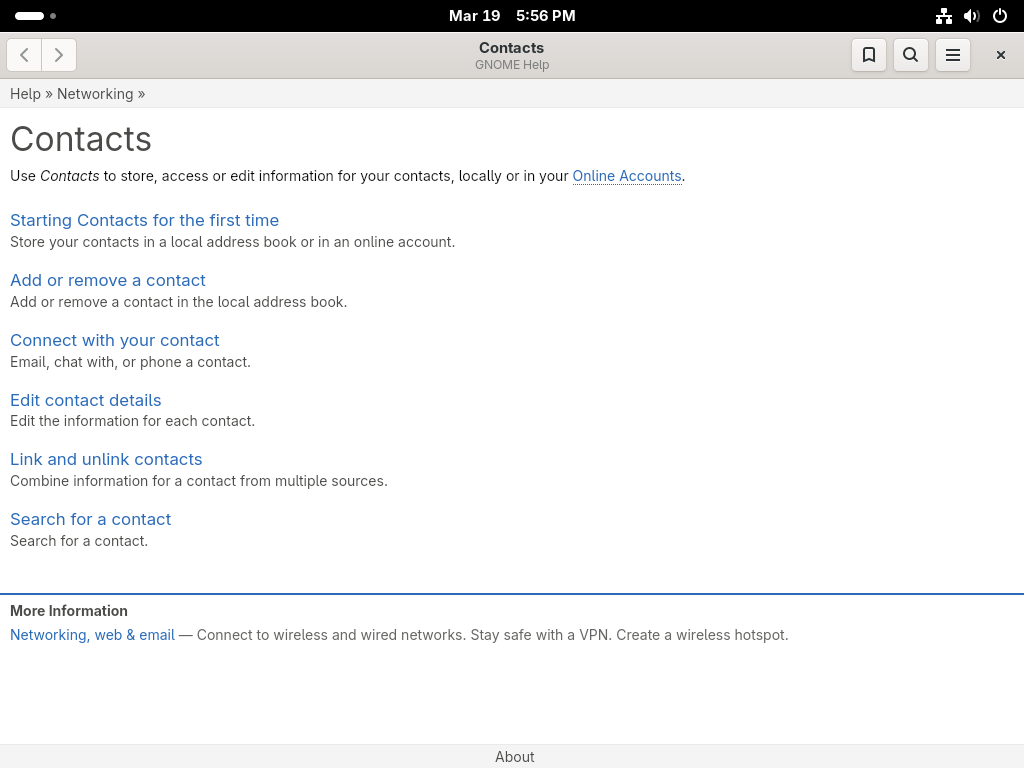 Mar 19 5:56 PM
Contacts
GNOME Help
Help » Networking »
Contacts
Use Contacts to store, access or edit information for your contacts, locally or in your Online Accounts.
Starting Contacts for the first time
Store your contacts in a local address book or in an online account.
Add or remove a contact
Add or remove a contact in the local address book.
Connect with your contact
Email, chat with, or phone a contact.
Edit contact details
Edit the information for each contact.
Link and unlink contacts
Combine information for a contact from multiple sources.
Search for a contact
Search for a contact.
More Information
Networking, web & email — Connect to wireless and wired networks. Stay safe with a VPN. Create a wireless hotspot.
About